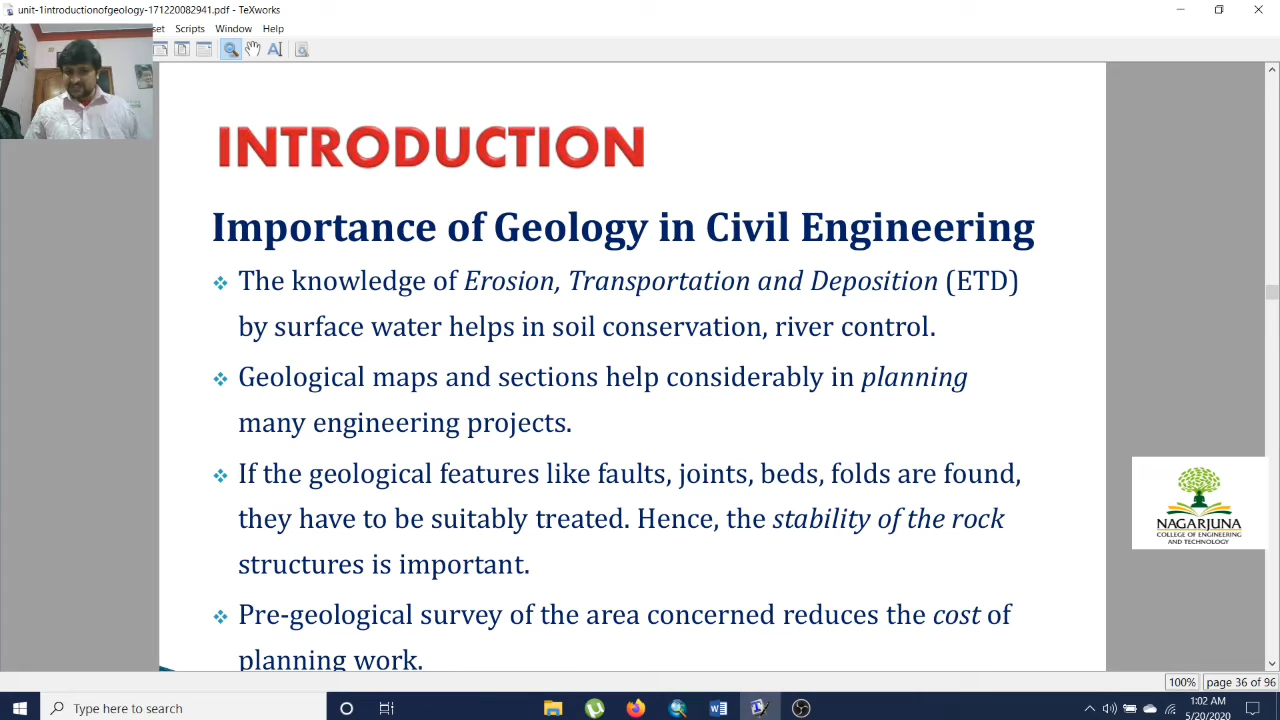 unit-1introductionofgeology-171220082941.pdf - TeXworks
set Scripts Window Help
INTRODUCTION
Importance of Geology in Civil Engineering
❖ The knowledge of Erosion, Transportation and Deposition (ETD)
by surface water helps in soil conservation, river control.
❖ Geological maps and sections help considerably in planning
many engineering projects.
❖ If the geological features like faults, joints, beds, folds are found,
they have to be suitably treated. Hence, the stability of the rock
structures is important.
❖ Pre-geological survey of the area concerned reduces the cost of
planning work.
NAGARJUNA
COLLEGE OF ENGINEERING
AND TECHNOLOGY
100% page 36 of 96
Type here to search
1:02 AM
5/20/2020